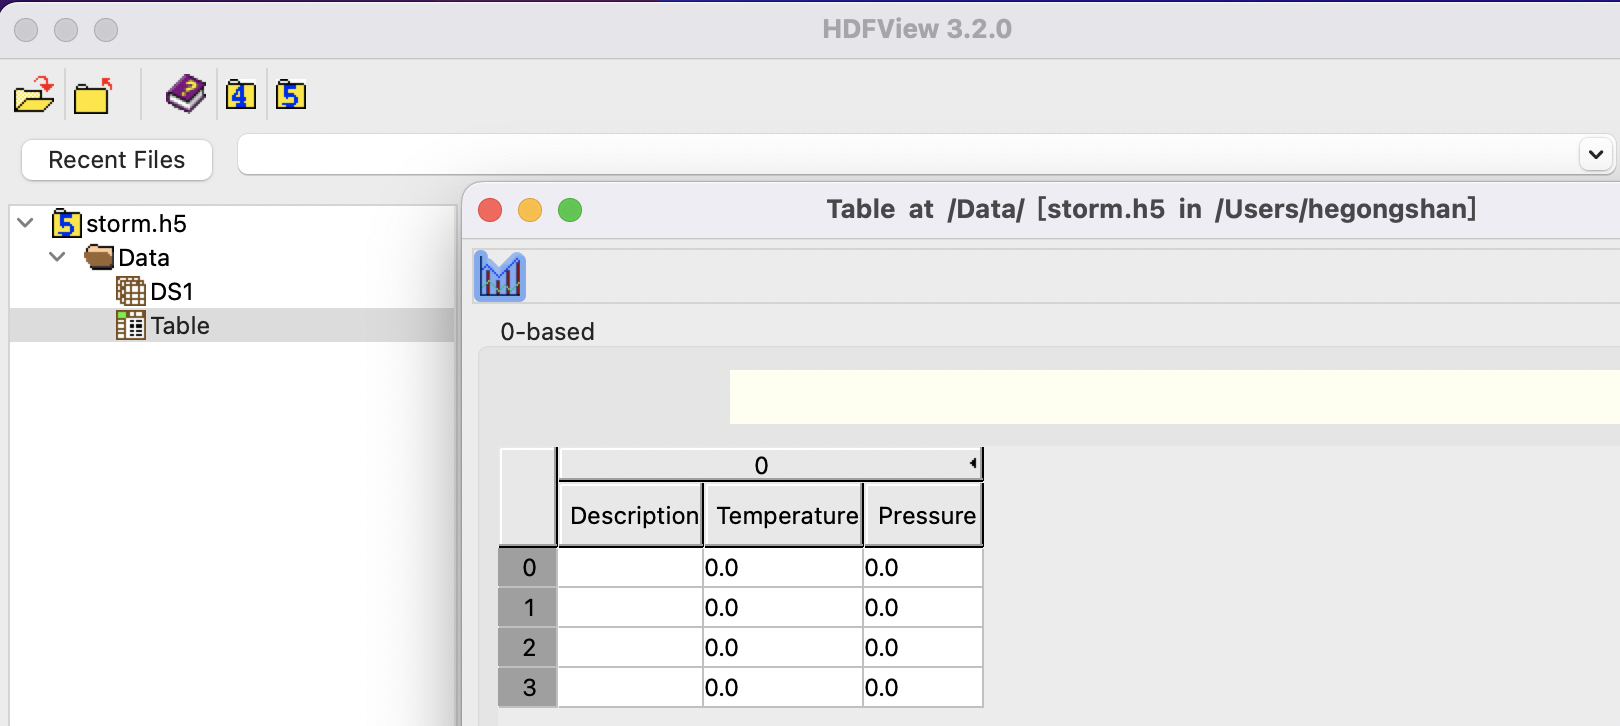 HDFView 3.2.0
? 4 5
Recent Files
storm.h5
Data
DS1
Table
Table at /Data/ [storm.h5 in /Users/hegongshan]
0-based
0
Description Temperature Pressure
0 0.0 0.0
1 0.0 0.0
2 0.0 0.0
3 0.0 0.0